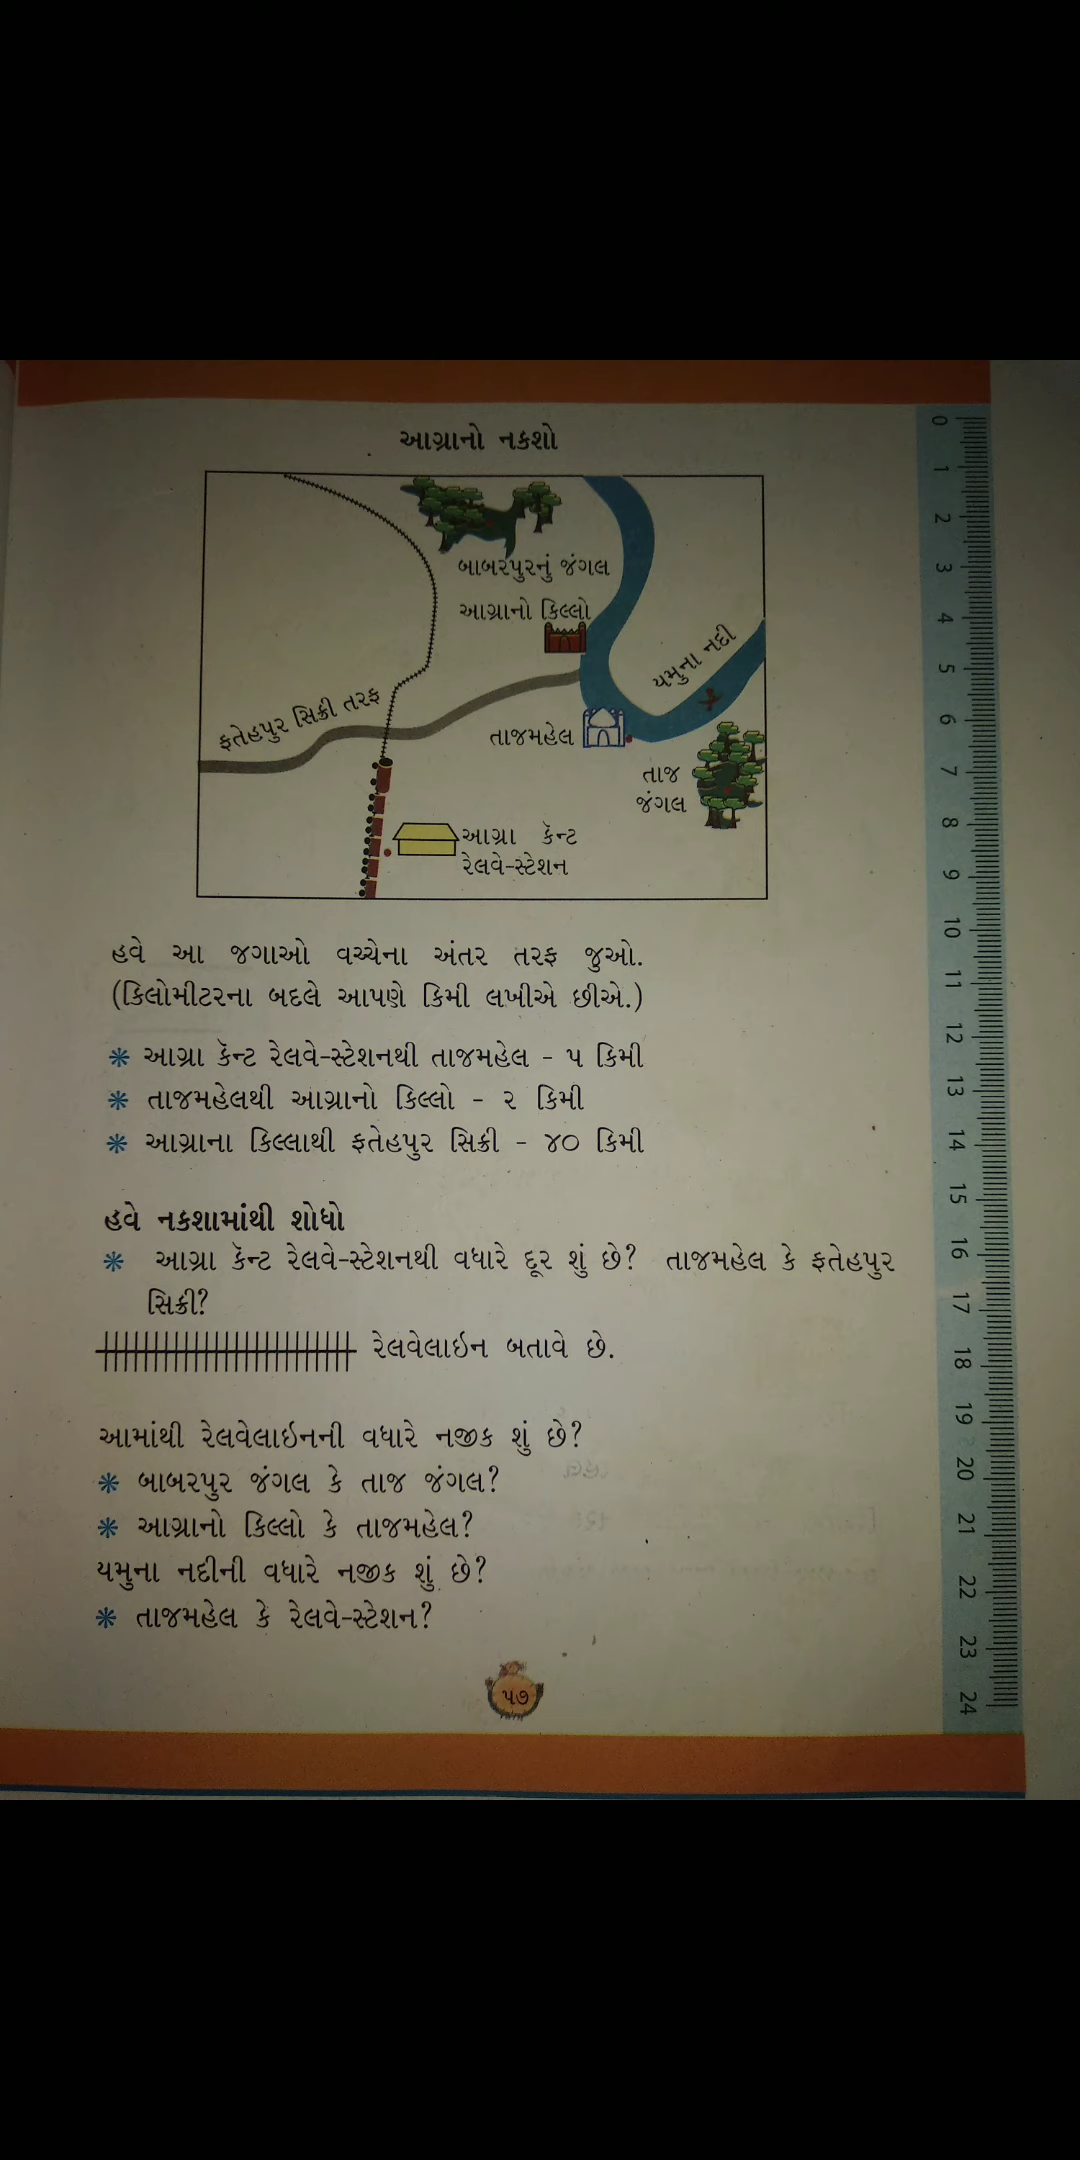 આગ્રાનો નકશો
બાબરપુરનું જંગલ
આગ્રાનો કિલ્લો
યમુના નદી
ફતેહપુર સિક્રી તરફ
તાજમહેલ
તાજ
જંગલ
આગ્રા કૅન્ટ
રેલવે-સ્ટેશન
હવે આ જગાઓ વચ્ચેના અંતર તરફ જુઓ.
(કિલોમીટરના બદલે આપણે કિમી લખીએ છીએ.)
* આગ્રા કૅન્ટ રેલવે-સ્ટેશનથી તાજમહેલ - ૫ કિમી
* તાજમહેલથી આગ્રાનો કિલ્લો - ૨ કિમી
* આગ્રાના કિલ્લાથી ફતેહપુર સિક્રી - ૪૦ કિમી
હવે નકશામાંથી શોધો
* આગ્રા કૅન્ટ રેલવે-સ્ટેશનથી વધારે દૂર શું છે? તાજમહેલ કે ફતેહપુર
સિક્રી?
રેલવેલાઇન બતાવે છે.
આમાંથી રેલવેલાઇનની વધારે નજીક શું છે?
* બાબરપુર જંગલ કે તાજ જંગલ?
* આગ્રાનો કિલ્લો કે તાજમહેલ?
યમુના નદીની વધારે નજીક શું છે?
* તાજમહેલ કે રેલવે-સ્ટેશન?
૫૭
0 1 2 3 4 5 6 7 8 9 10 11 12 13 14 15 16 17 18 19 20 21 22 23 24